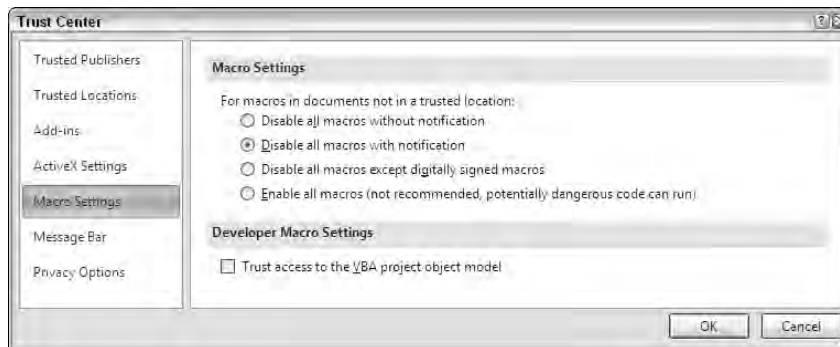 Trust Center
Trusted Publishers
Trusted Locations
Add-ins
ActiveX Settings
Macro Settings
Message Bar
Privacy Options
Macro Settings
For macros in documents not in a trusted location:
Disable all macros without notification
Disable all macros with notification
Disable all macros except digitally signed macros
Enable all macros (not recommended, potentially dangerous code can run)
Developer Macro Settings
Trust access to the VBA project object model
OK Cancel